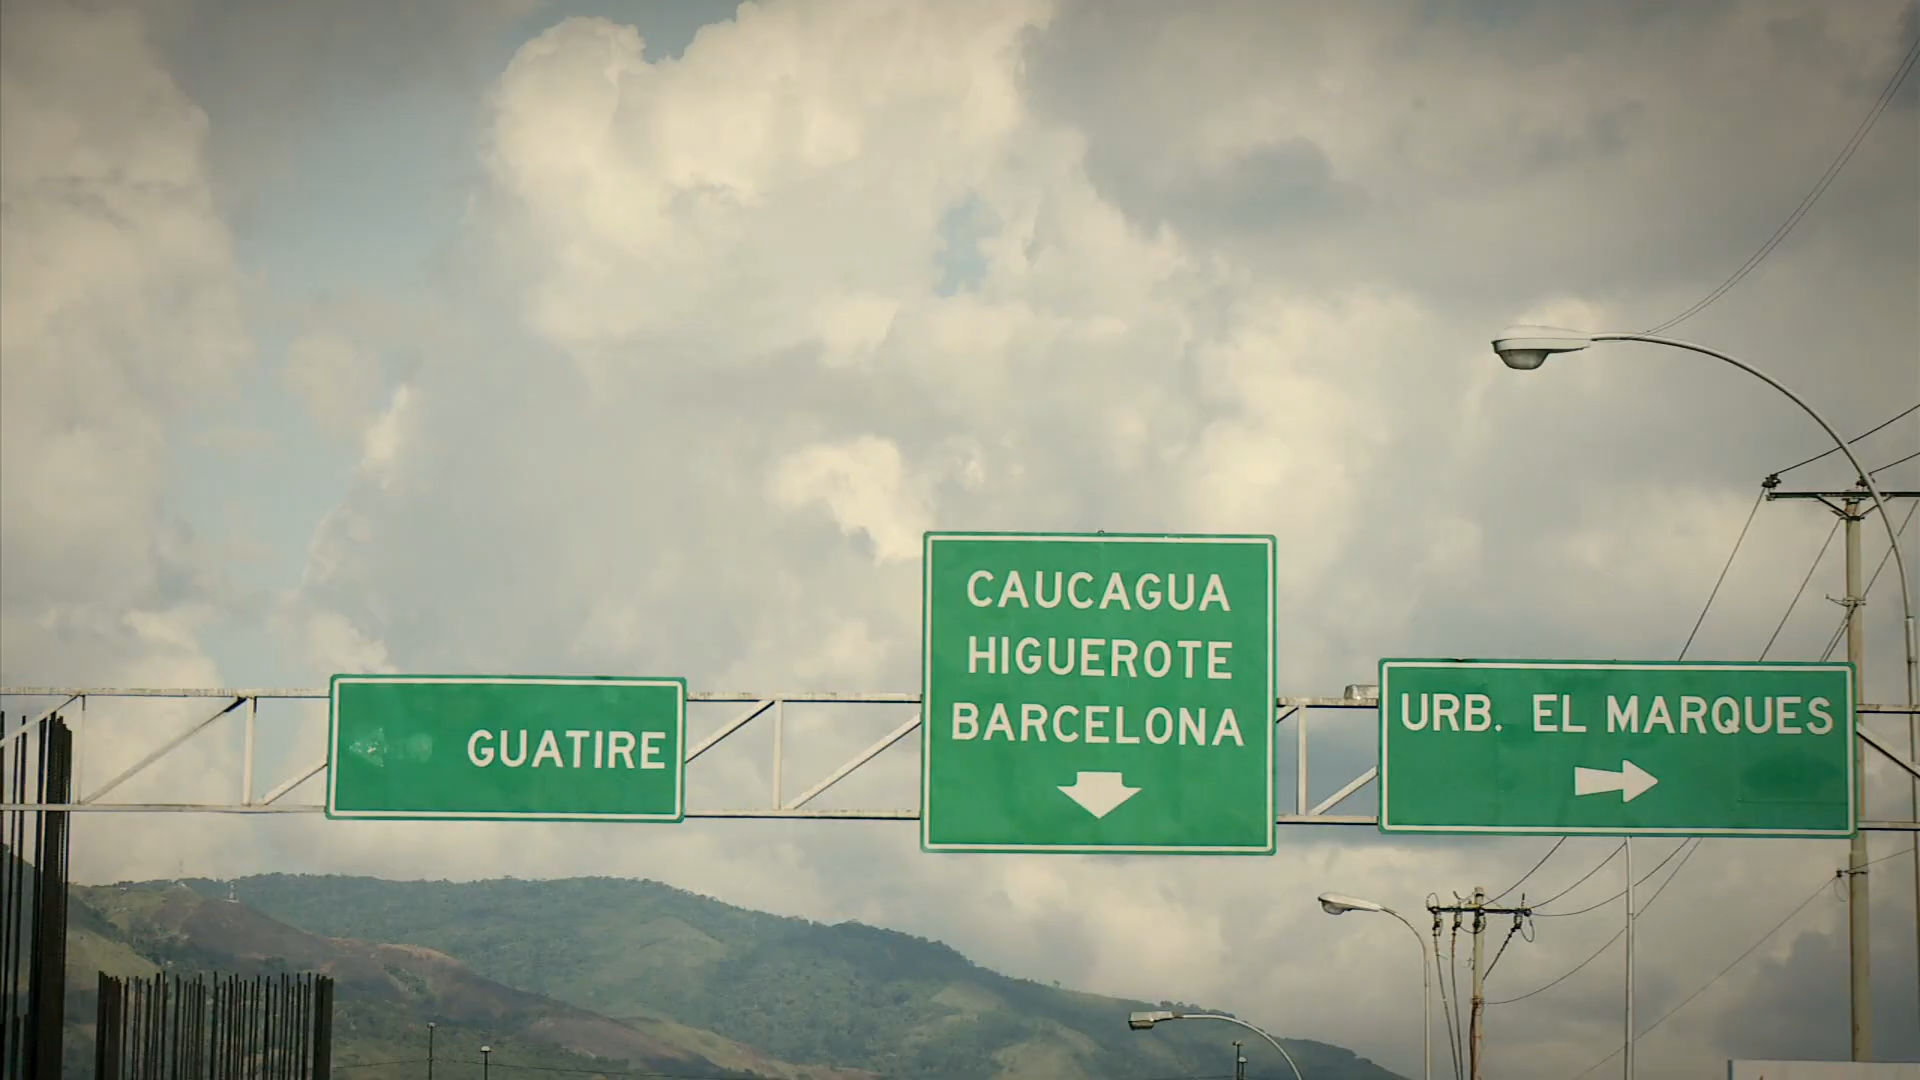 GUATIRE
CAUCAGUA
HIGUEROTE
BARCELONA
URB. EL MARQUES